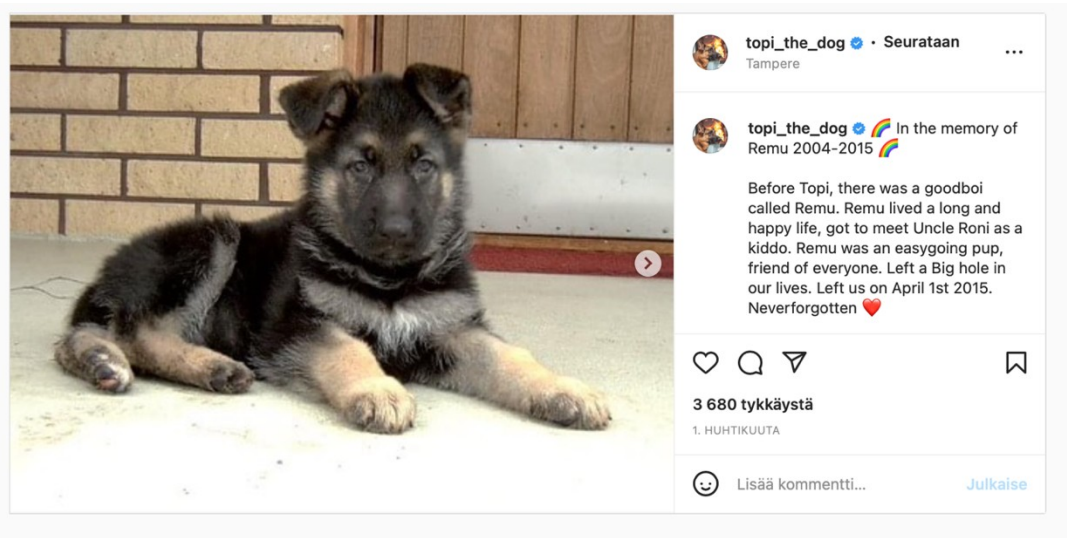 topi_the_dog • Seurataan
Tampere
topi_the_dog 🌈 In the memory of
Remu 2004-2015 🌈
Before Topi, there was a goodboi
called Remu. Remu lived a long and
happy life, got to meet Uncle Roni as a
kiddo. Remu was an easygoing pup,
friend of everyone. Left a Big hole in
our lives. Left us on April 1st 2015.
Neverforgotten ❤️
3 680 tykkäystä
1. HUHTIKUUTA
Lisää kommentti... Julkaise